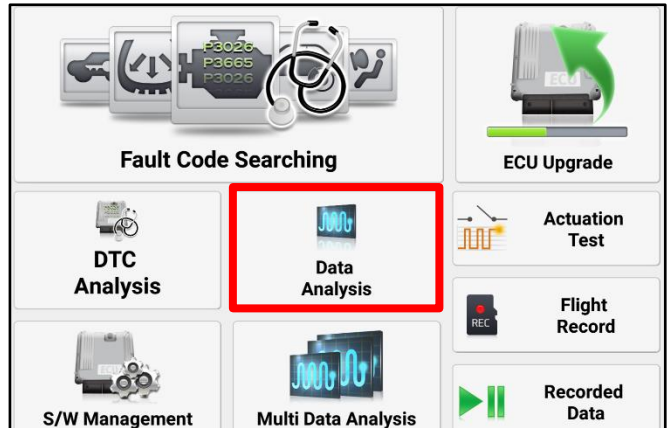 P3026
P3665
P3026
Fault Code Searching
ECU
ECU Upgrade
DTC
Analysis
Data
Analysis
Actuation
Test
REC
Flight
Record
ECU
S/W Management
Multi Data Analysis
Recorded
Data